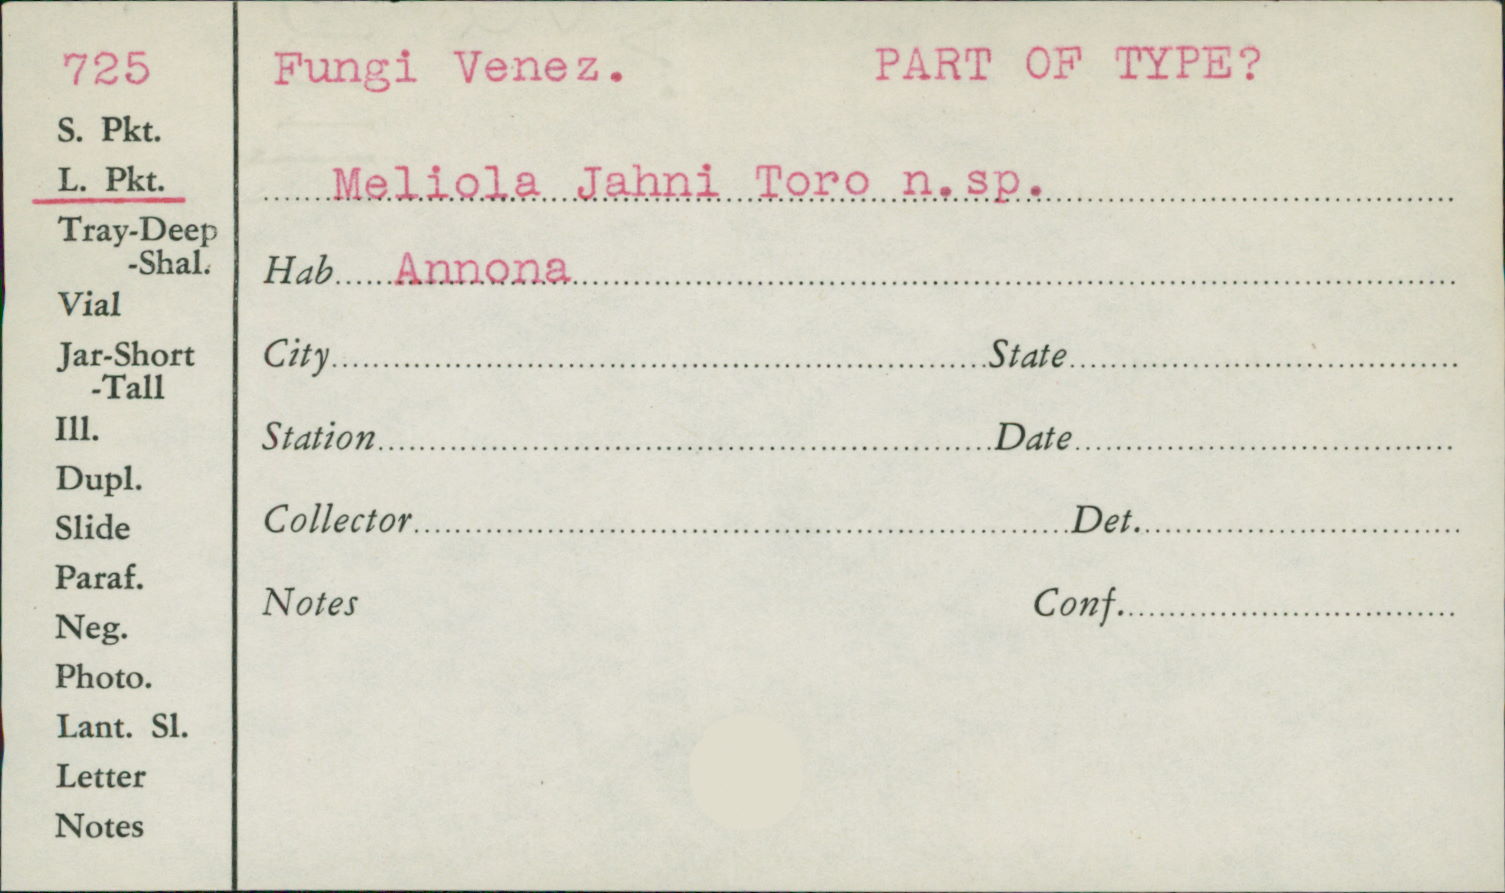 725
S. Pkt.
L. Pkt.
Tray-Deep
-Shal.
Vial
Jar-Short
-Tall
Ill.
Dupl.
Slide
Paraf.
Neg.
Photo.
Lant. Sl.
Letter
Notes
Fungi Venez. PART OF TYPE?
Meliola Jahni Toro n.sp.
Hab Annona
City State
Station Date
Collector Det.
Notes Conf.